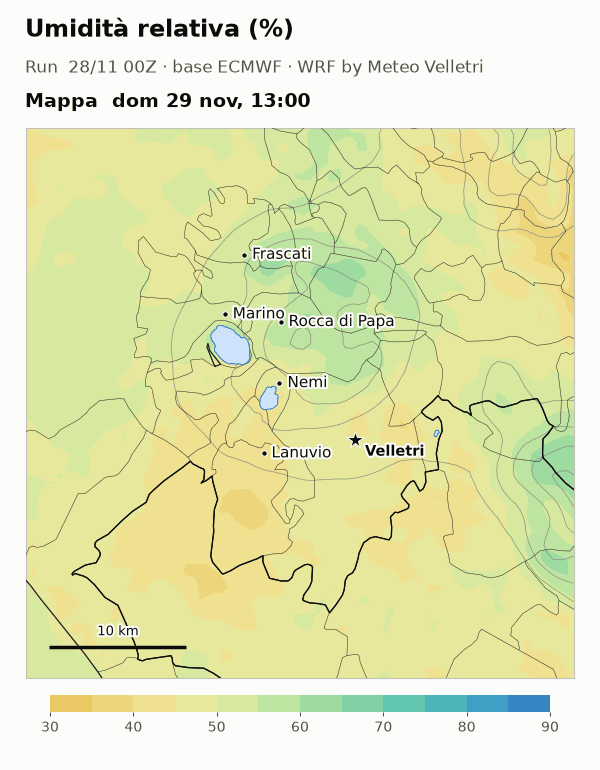 Umidità relativa (%)
Run  28/11 00Z · base ECMWF · WRF by Meteo Velletri
Mappa  dom 29 nov, 13:00
Frascati
Marino
Rocca di Papa
Nemi
Velletri
Lanuvio
10 km
30 40 50 60 70 80 90